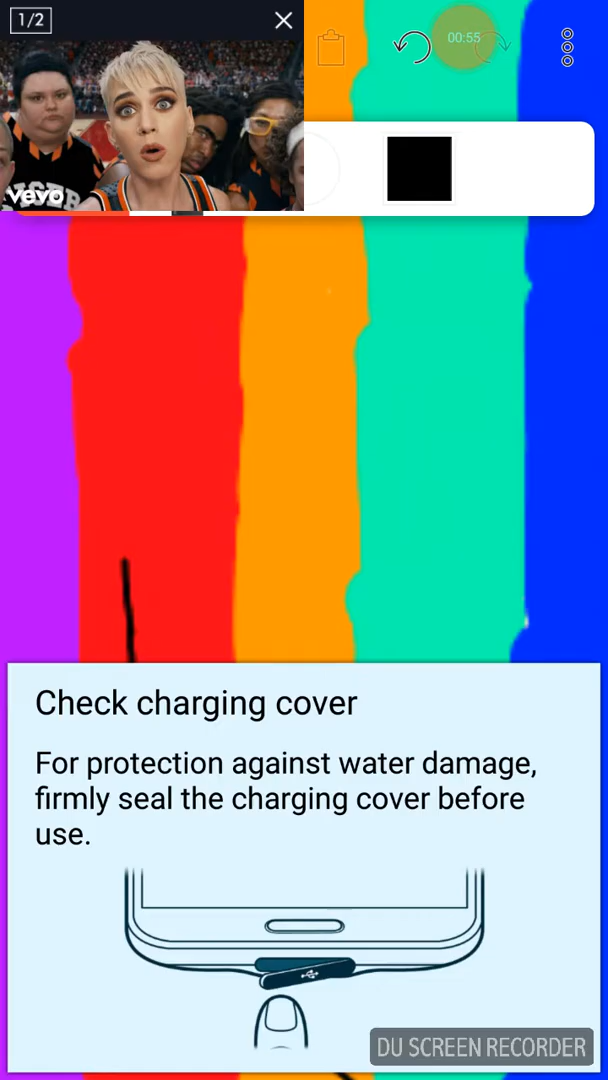 1/2
00:55
vevo
Check charging cover
For protection against water damage,
firmly seal the charging cover before
use.
DU SCREEN RECORDER